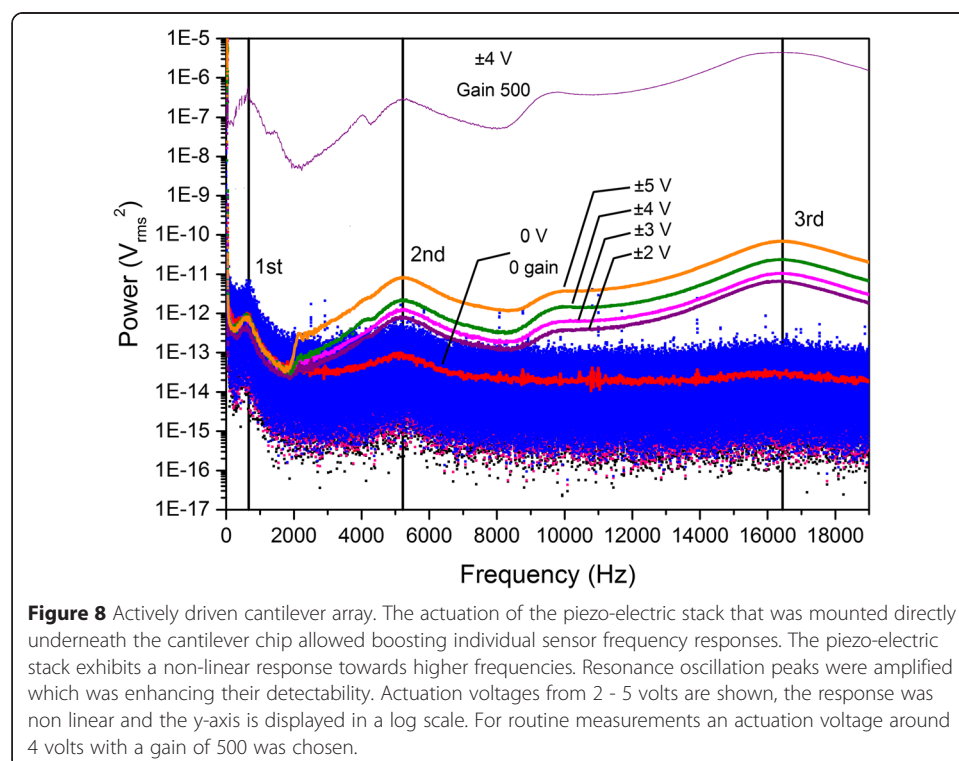 1E-5
1E-6
1E-7
1E-8
1E-9
1E-10
1E-11
1E-12
1E-13
1E-14
1E-15
1E-16
1E-17
Power (Vrms²)
±4 V
Gain 500
1st
2nd
3rd
0 V
0 gain
±5 V
±4 V
±3 V
±2 V
0 2000 4000 6000 8000 10000 12000 14000 16000 18000
Frequency (Hz)
Figure 8 Actively driven cantilever array. The actuation of the piezo-electric stack that was mounted directly
underneath the cantilever chip allowed boosting individual sensor frequency responses. The piezo-electric
stack exhibits a non-linear response towards higher frequencies. Resonance oscillation peaks were amplified
which was enhancing their detectability. Actuation voltages from 2 - 5 volts are shown, the response was
non linear and the y-axis is displayed in a log scale. For routine measurements an actuation voltage around
4 volts with a gain of 500 was chosen.